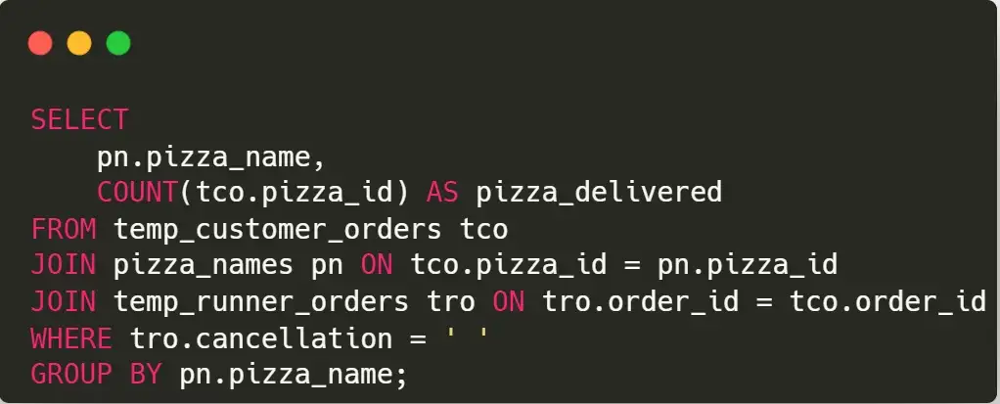 SELECT
    pn.pizza_name,
    COUNT(tco.pizza_id) AS pizza_delivered
FROM temp_customer_orders tco
JOIN pizza_names pn ON tco.pizza_id = pn.pizza_id
JOIN temp_runner_orders tro ON tro.order_id = tco.order_id
WHERE tro.cancellation = ' '
GROUP BY pn.pizza_name;